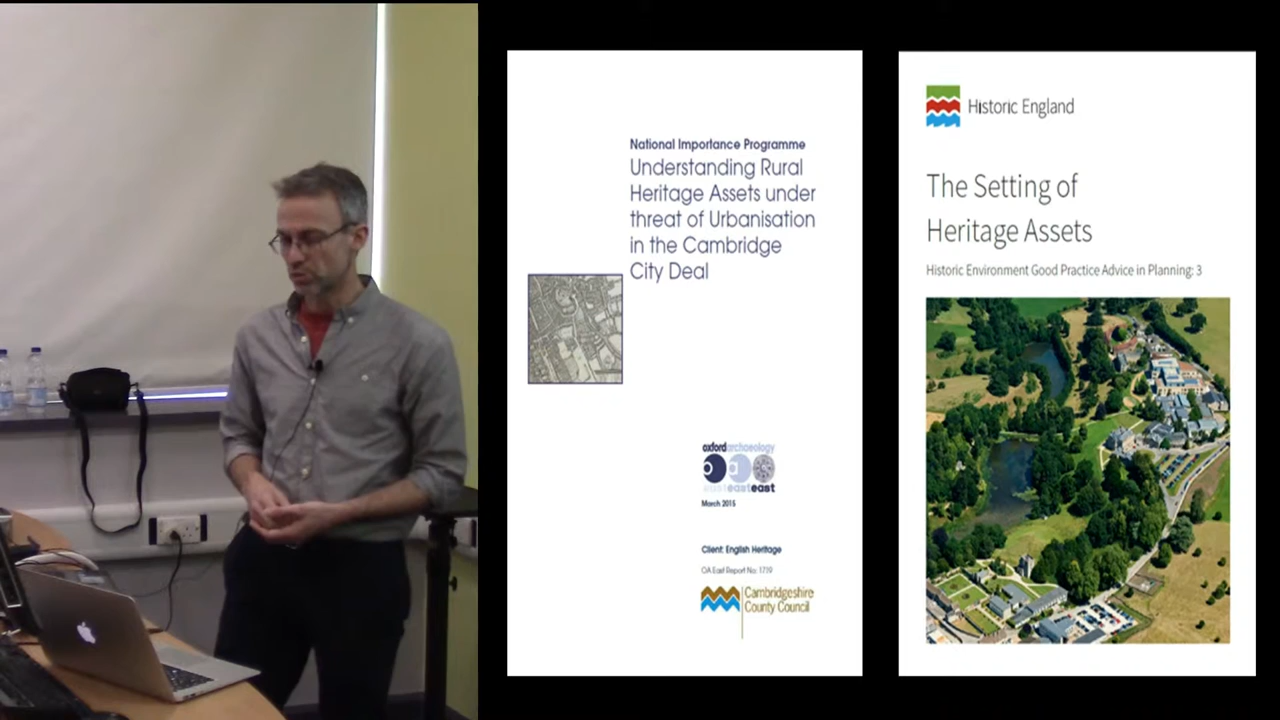 National Importance Programme
Understanding Rural
Heritage Assets under
threat of Urbanisation
in the Cambridge
City Deal
oxfordarchaeology
easteast
March 2015
Client: English Heritage
OA East Report No: 1719
Cambridgeshire
County Council
Historic England
The Setting of
Heritage Assets
Historic Environment Good Practice Advice in Planning: 3